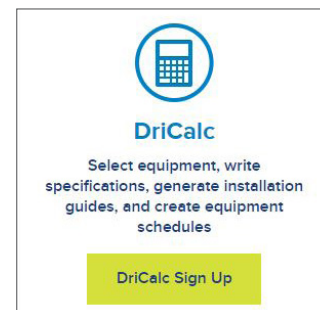 DriCalc
Select equipment, write
specifications, generate installation
guides, and create equipment
schedules
DriCalc Sign Up